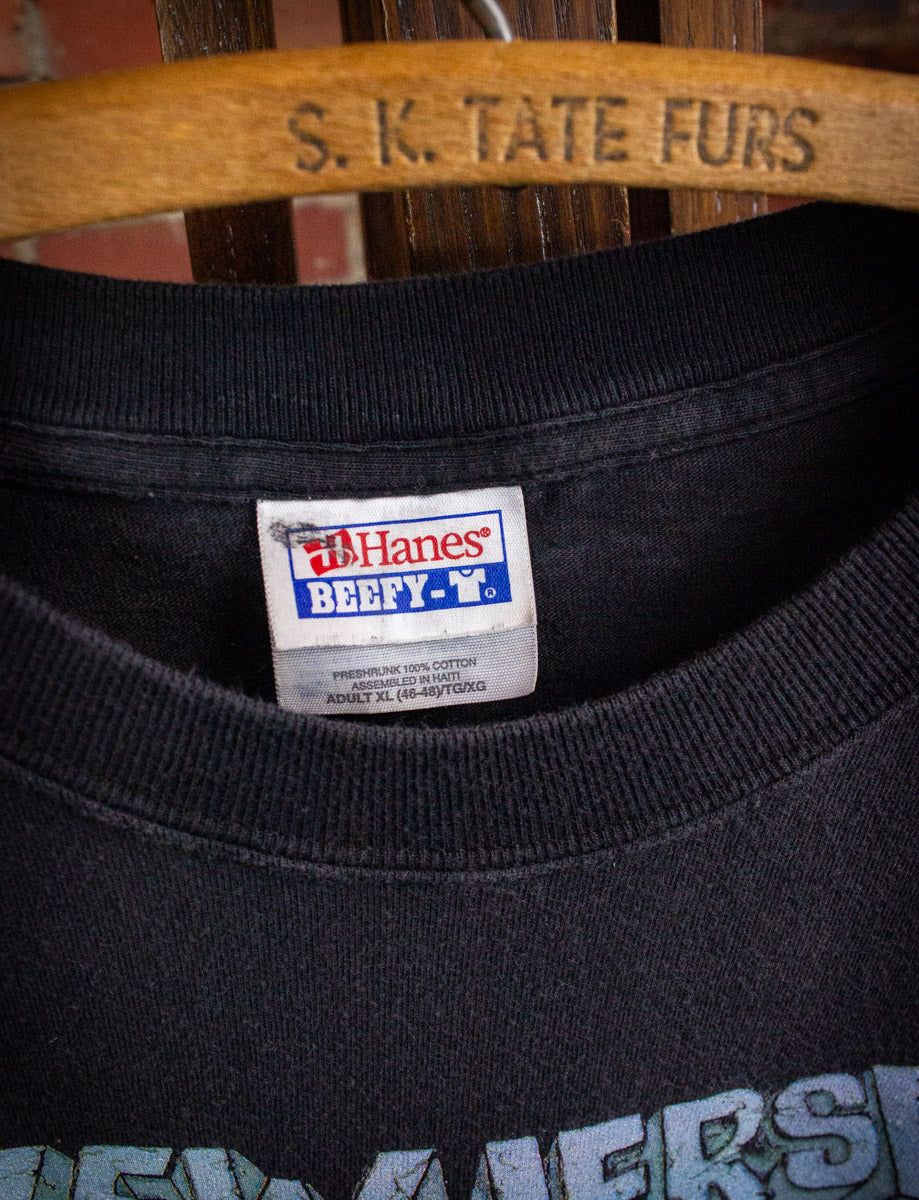 S. K. TATE FURS
Hanes®
BEEFY-T®
PRESHRUNK 100% COTTON
ASSEMBLED IN HAITI
ADULT XL (46-48)/TG/XG